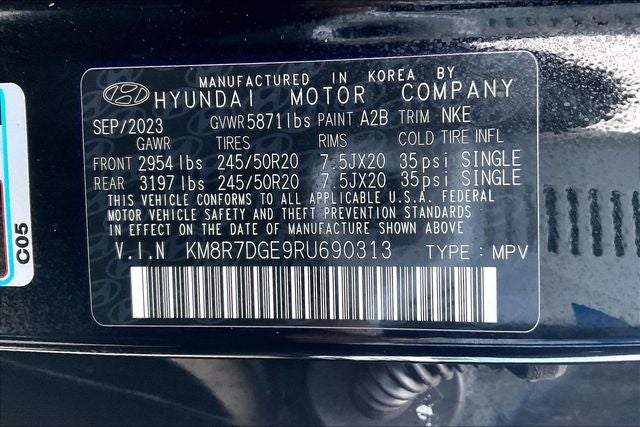 MANUFACTURED IN KOREA BY
HYUNDAI MOTOR COMPANY
SEP/2023 GVWR 5871 lbs PAINT A2B TRIM NKE
GAWR TIRES RIMS COLD TIRE INFL
FRONT 2954 lbs 245/50R20 7.5JX20 35psi SINGLE
REAR 3197 lbs 245/50R20 7.5JX20 35psi SINGLE
THIS VEHICLE CONFORMS TO ALL APPLICABLE U.S.A. FEDERAL
MOTOR VEHICLE SAFETY AND THEFT PREVENTION STANDARDS
IN EFFECT ON THE DATE OF MANUFACTURE SHOWN ABOVE
V.I.N KM8R7DGE9RU690313 TYPE : MPV
C05